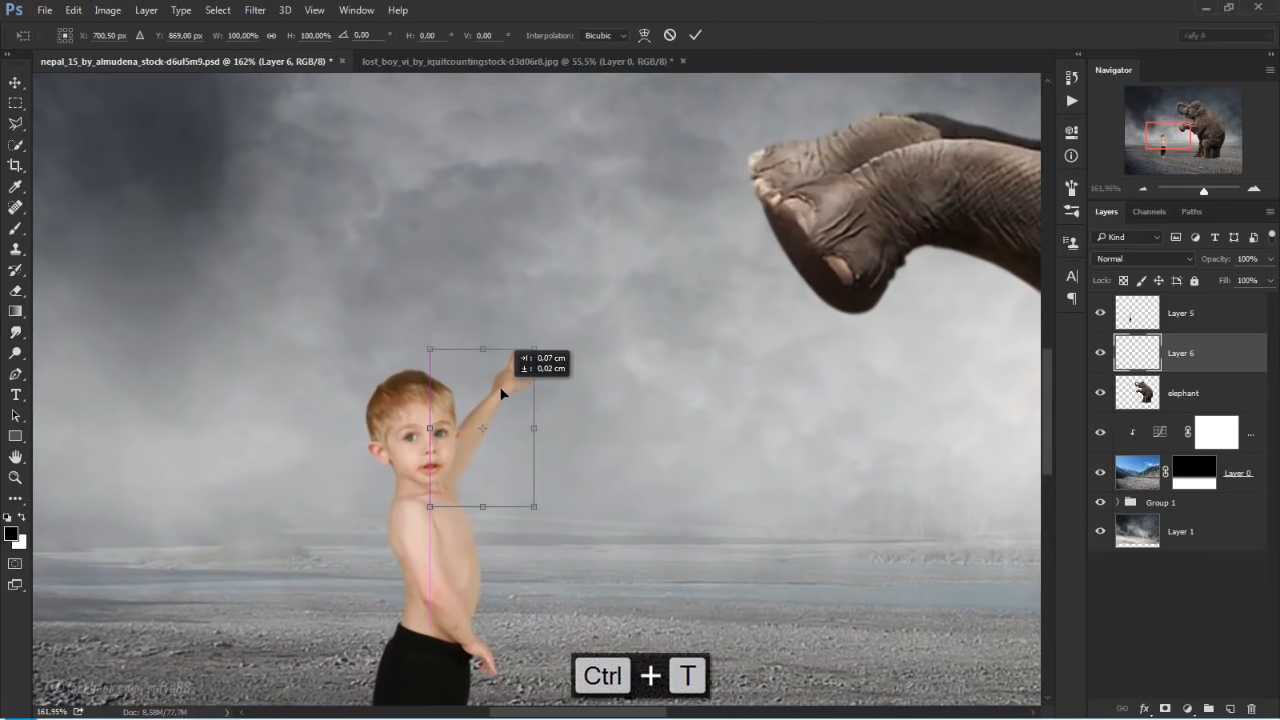 Ps File Edit Image Layer Type Select Filter 3D View Window Help
X: 700,50 px Y: 869,00 px W: 100,00% H: 100,00% 0,00 ° H: 0,00 ° V: 0,00 ° Interpolation: Bicubic rafy A
nepal_15_by_almudena_stock-d6ul5m9.psd @ 162% (Layer 6, RGB/8) * × lost_boy_vi_by_iquitcountingstock-d3d06r8.jpg @ 55,5% (Layer 0, RGB/8) * ×
Navigator
161,95%
Layers Channels Paths
Kind
Normal Opacity: 100%
Lock: Fill: 100%
Layer 5
Layer 6
elephant
...
Layer 0
Group 1
Layer 1
: 0,07 cm
: 0,02 cm
Ctrl + T
161,95% Doc: 8,58M/77,7M
fx